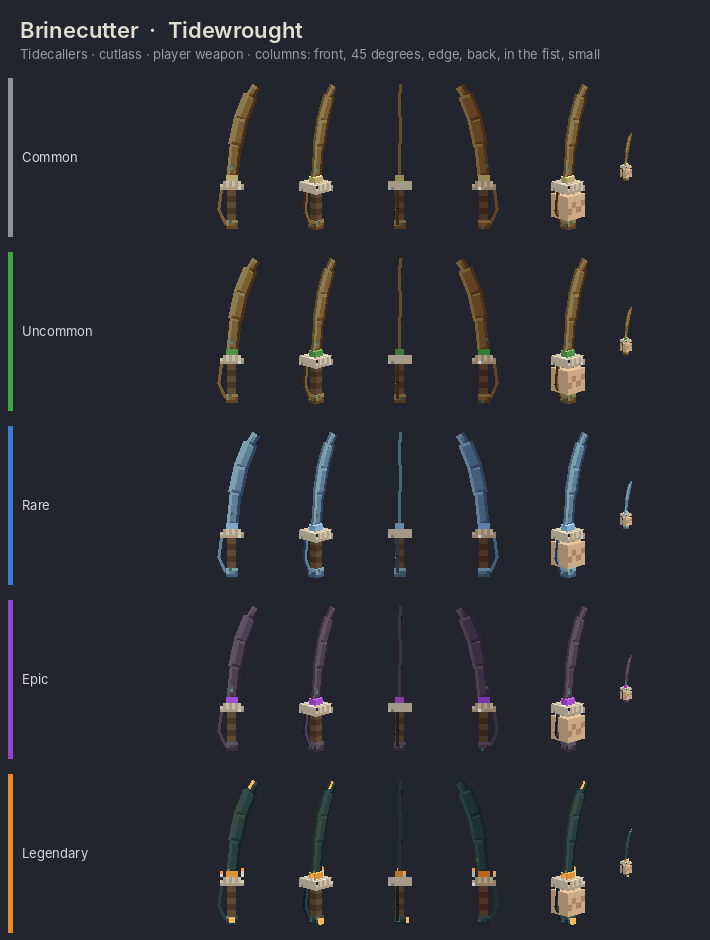 Brinecutter · Tidewrought
Tidecallers · cutlass · player weapon · columns: front, 45 degrees, edge, back, in the fist, small
Common
Uncommon
Rare
Epic
Legendary